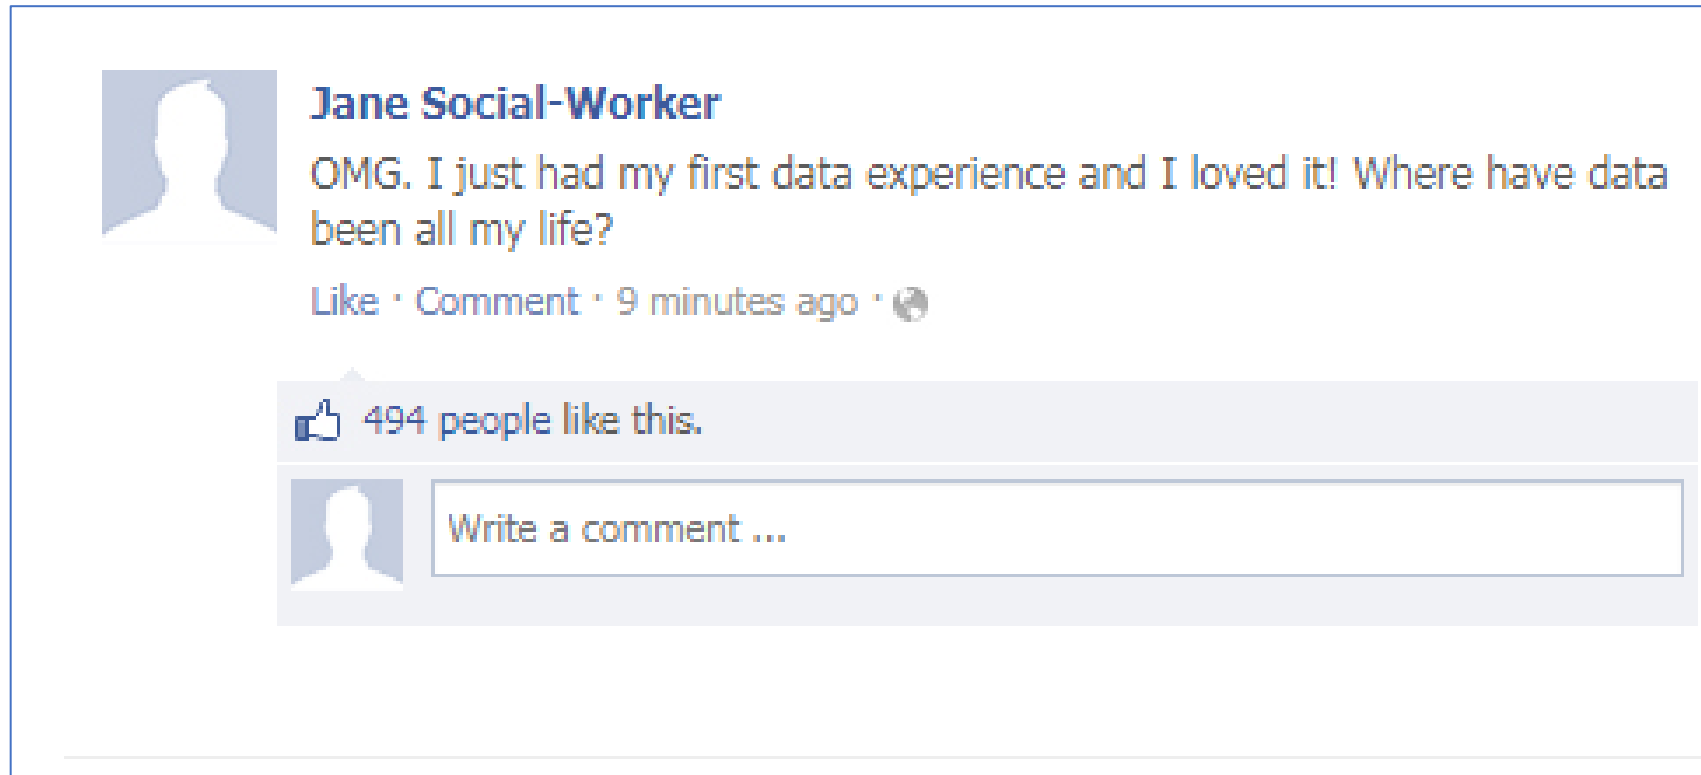 Jane Social-Worker
OMG. I just had my first data experience and I loved it! Where have data
been all my life?
Like · Comment · 9 minutes ago ·
494 people like this.
Write a comment ...